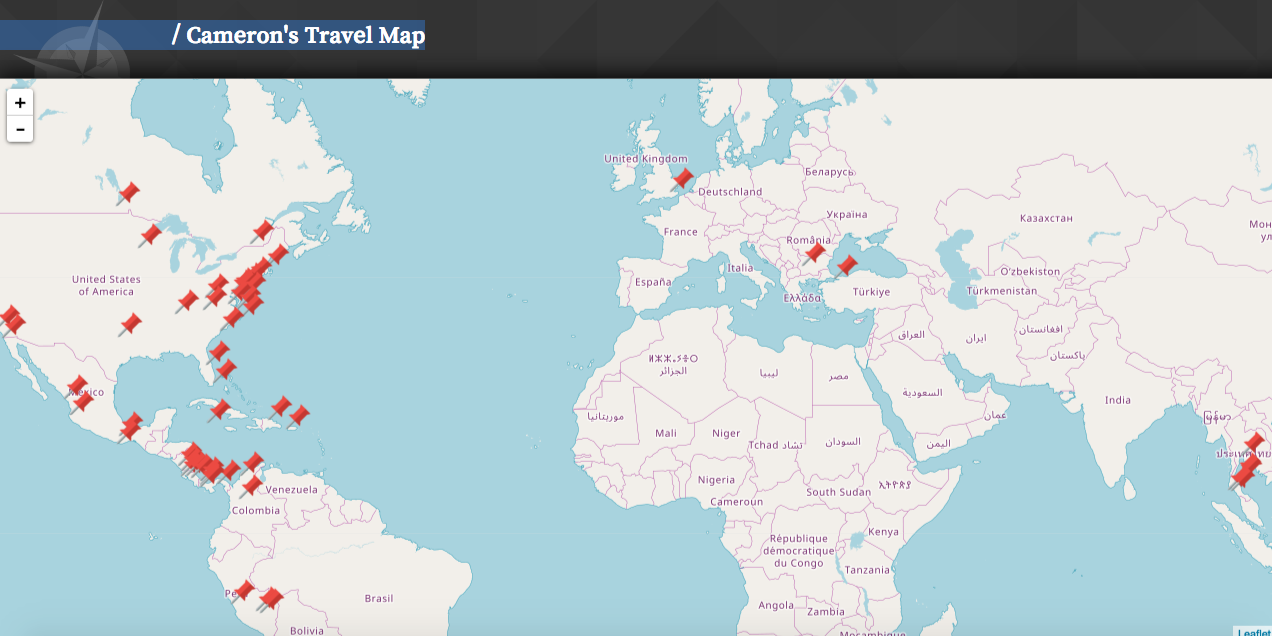 / Cameron's Travel Map
+
-
United Kingdom
Беларусь
Deutschland
Україна
Казахстан
France
România
United States
of America
Italia
O'zbekiston
España
Ελλάδα
Türkiye
Türkmenistan
العراق
ایران
افغانستان
پاکستان
ⵍⵣⵣⴰⵢⴻⵔ
الجزائر
ليبيا
مصر
السعودية
India
México
موريتانيا
عمان
Mali
Niger
Tchad تشاد
السودان
اليمن
Nigeria
South Sudan
Venezuela
Cameroun
Colombia
Kenya
République
démocratique
du Congo
Tanzania
Brasil
Angola
Zambia
Bolivia
Leaflet